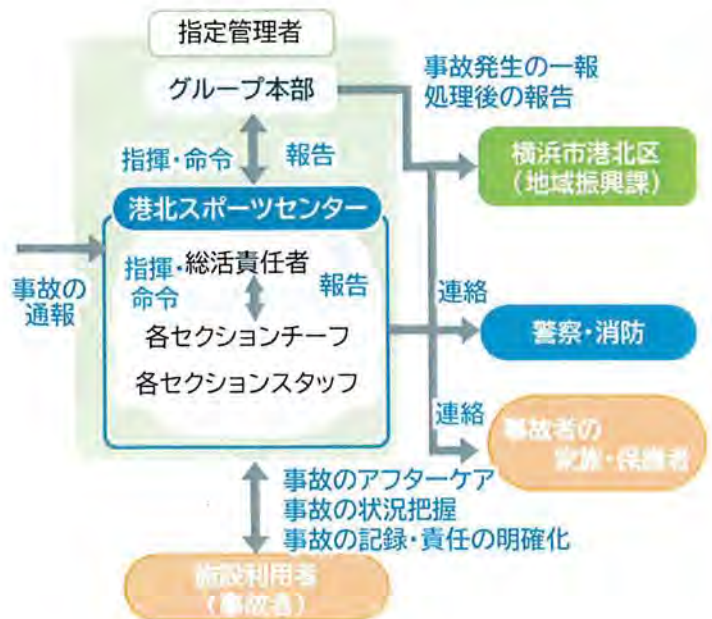 指定管理者
グループ本部
事故発生の一報
処理後の報告
指揮・命令
報告
横浜市港北区
(地域振興課)
港北スポーツセンター
事故の
通報
指揮・
命令
総活責任者
報告
各セクションチーフ
各セクションスタッフ
連絡
警察・消防
連絡
事故者の
家族・保護者
事故のアフターケア
事故の状況把握
事故の記録・責任の明確化
施設利用者
(事故者)